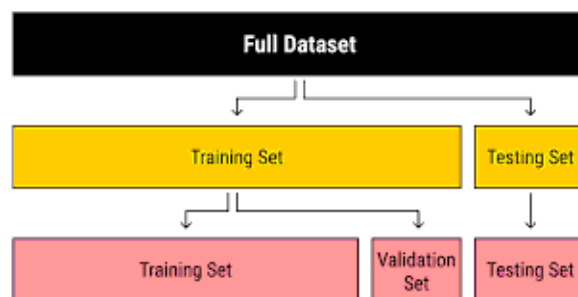 Full Dataset
Training Set
Testing Set
Training Set
Validation
Set
Testing Set